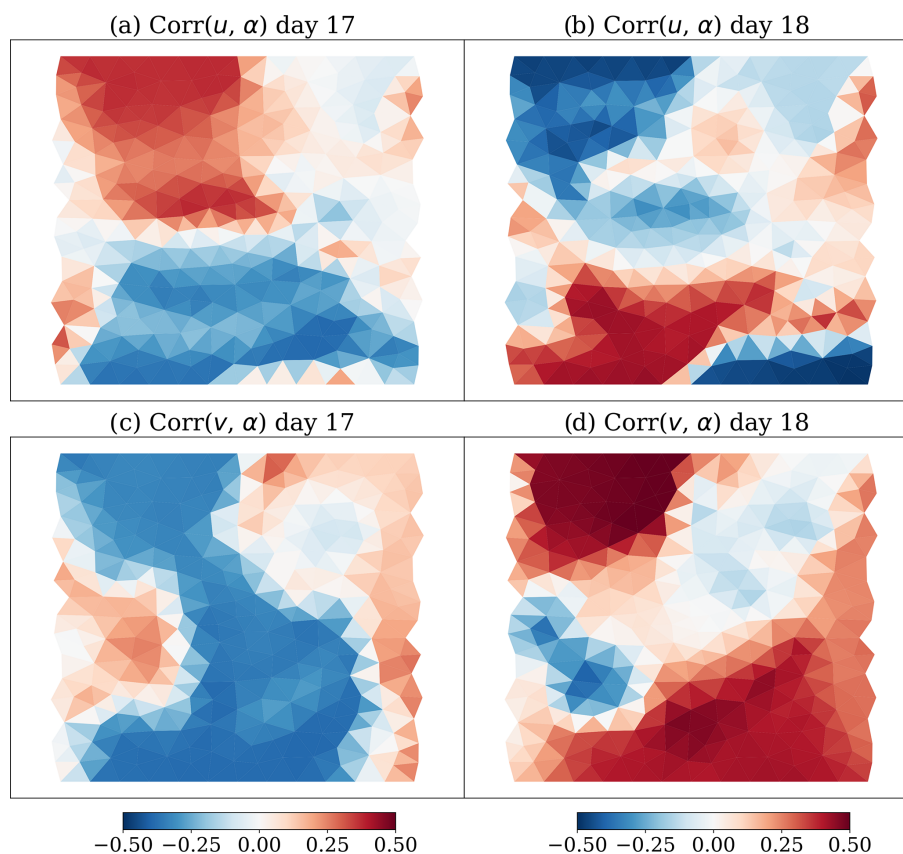 (a) Corr(u, α) day 17
(b) Corr(u, α) day 18
(c) Corr(v, α) day 17
(d) Corr(v, α) day 18
−0.50 −0.25 0.00 0.25 0.50
−0.50 −0.25 0.00 0.25 0.50